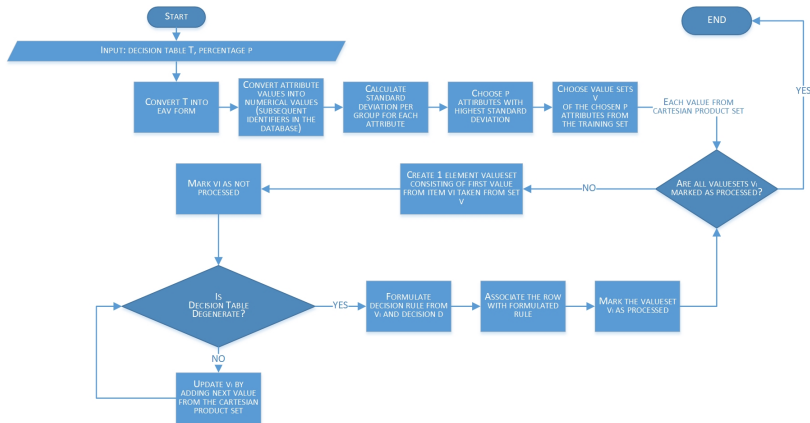 START
END
INPUT: DECISION TABLE T, PERCENTAGE P
CONVERT T INTO
EAV FORM
CONVERT ATTRIBUTE
VALUES INTO
NUMERICAL VALUES
(SUBSEQUENT
IDENTIFIERS IN THE
DATABASE)
CALCULATE
STANDARD
DEVIATION PER
GROUP FOR EACH
ATTRIBUTE
CHOOSE P
ATTIRBUTES WITH
HIGHEST STANDARD
DEVIATION
CHOOSE VALUE SETS
V
OF THE CHOSEN P
ATTRIBUTES FROM
THE TRAINING SET
EACH VALUE FROM
CARTESIAN PRODUCT SET
YES
ARE ALL VALUESETS VI
MARKED AS PROCESSED?
NO
CREATE 1 ELEMENT VALUESET
CONSISTING OF FIRST VALUE
FROM ITEM VI TAKEN FROM SET
V
MARK VI AS NOT
PROCESSED
IS
DECISION TABLE
DEGENERATE?
YES
FORMULATE
DECISION RULE FROM
VI AND DECISION D
ASSOCIATE THE ROW
WITH FORMULATED
RULE
MARK THE VALUESET
VI AS PROCESSED
NO
UPDATE VI BY
ADDING NEXT VALUE
FROM THE CARTESIAN
PRODUCT SET